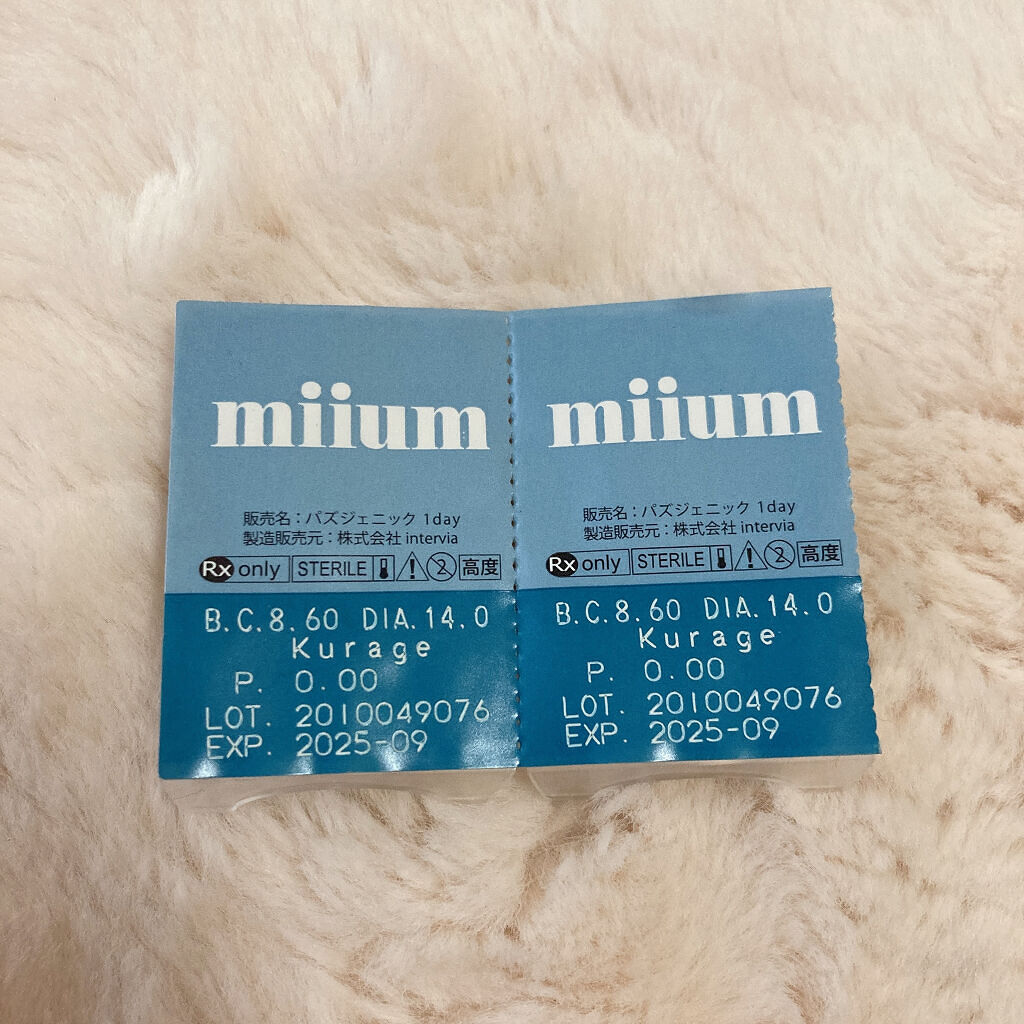 miium
販売名：パズジェニック 1day
製造販売元：株式会社 intervia
Rx only STERILE 2 高度
B.C.8.60 DIA.14.0
Kurage
P. 0.00
LOT. 2010049076
EXP. 2025-09
miium
販売名：パズジェニック 1day
製造販売元：株式会社 intervia
Rx only STERILE 2 高度
B.C.8.60 DIA.14.0
Kurage
P. 0.00
LOT. 2010049076
EXP. 2025-09